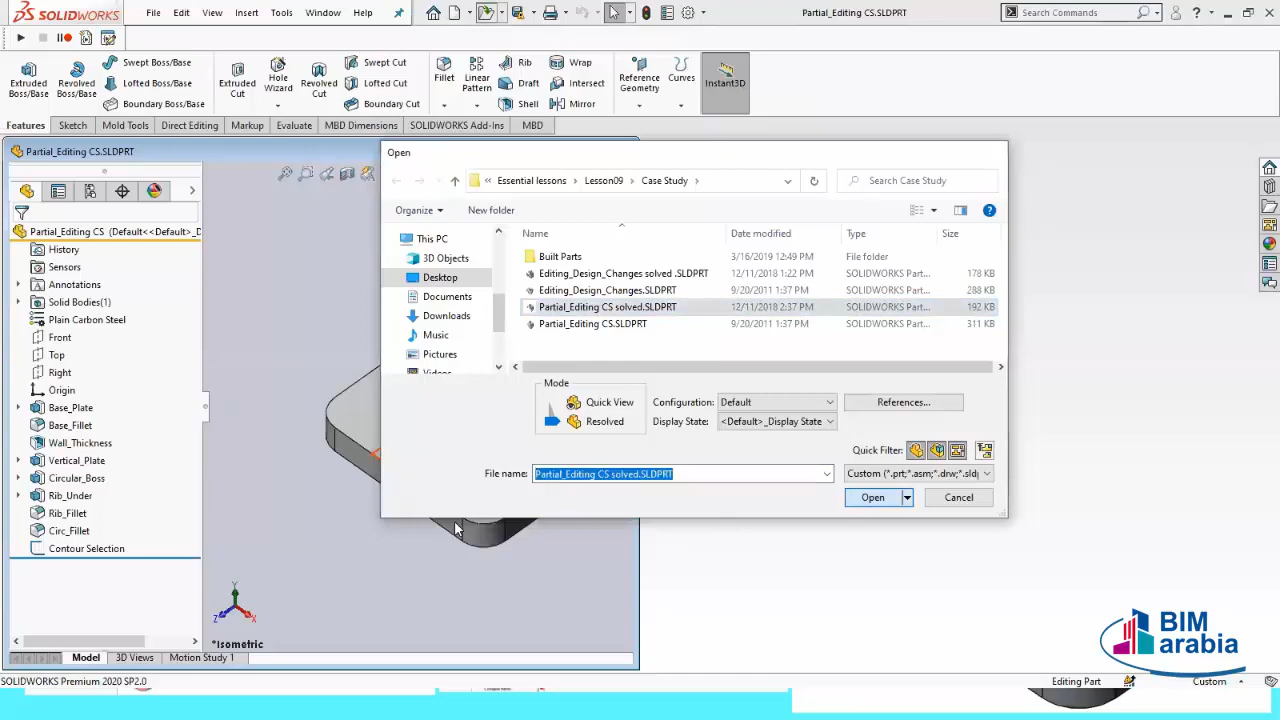 SOLIDWORKS File Edit View Insert Tools Window Help Partial_Editing CS.SLDPRT Search Commands
Extruded Boss/Base
Revolved Boss/Base
Swept Boss/Base
Lofted Boss/Base
Boundary Boss/Base
Extruded Cut
Hole Wizard
Revolved Cut
Swept Cut
Lofted Cut
Boundary Cut
Fillet
Linear Pattern
Rib
Draft
Shell
Wrap
Intersect
Mirror
Reference Geometry
Curves
Instant3D
Features Sketch Mold Tools Direct Editing Markup Evaluate MBD Dimensions SOLIDWORKS Add-Ins MBD
Partial_Editing CS.SLDPRT
Partial_Editing CS (Default<<Default>_D
History
Sensors
Annotations
Solid Bodies(1)
Plain Carbon Steel
Front
Top
Right
Origin
Base_Plate
Base_Fillet
Wall_Thickness
Vertical_Plate
Circular_Boss
Rib_Under
Rib_Fillet
Circ_Fillet
Contour Selection
Y
Z X
*Isometric
Model 3D Views Motion Study 1
Open
« Essential lessons › Lesson09 › Case Study › Search Case Study
Organize New folder
This PC
3D Objects
Desktop
Documents
Downloads
Music
Pictures
Name Date modified Type Size
Built Parts 3/16/2019 12:49 PM File folder
Editing_Design_Changes solved .SLDPRT 12/11/2018 1:22 PM SOLIDWORKS Part... 178 KB
Editing_Design_Changes.SLDPRT 9/20/2011 1:37 PM SOLIDWORKS Part... 288 KB
Partial_Editing CS solved.SLDPRT 12/11/2018 2:37 PM SOLIDWORKS Part... 192 KB
Partial_Editing CS.SLDPRT 9/20/2011 1:37 PM SOLIDWORKS Part... 311 KB
Mode
Quick View
Resolved
Configuration: Default References...
Display State: <Default>_Display State
Quick Filter:
File name: Partial_Editing CS solved.SLDPRT Custom (*.prt;*.asm;*.drw;*.sldp
Open Cancel
BIM
arabia
SOLIDWORKS Premium 2020 SP2.0 Editing Part Custom